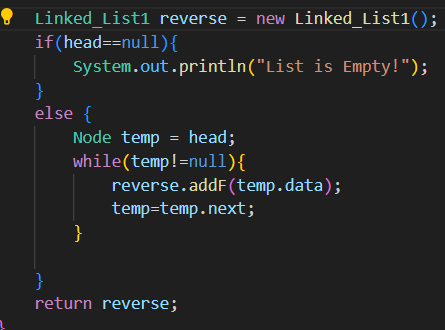 Linked_List1 reverse = new Linked_List1();
if(head==null){
System.out.println("List is Empty!");
}
else {
Node temp = head;
while(temp!=null){
reverse.addF(temp.data);
temp=temp.next;
}
}
return reverse;
}